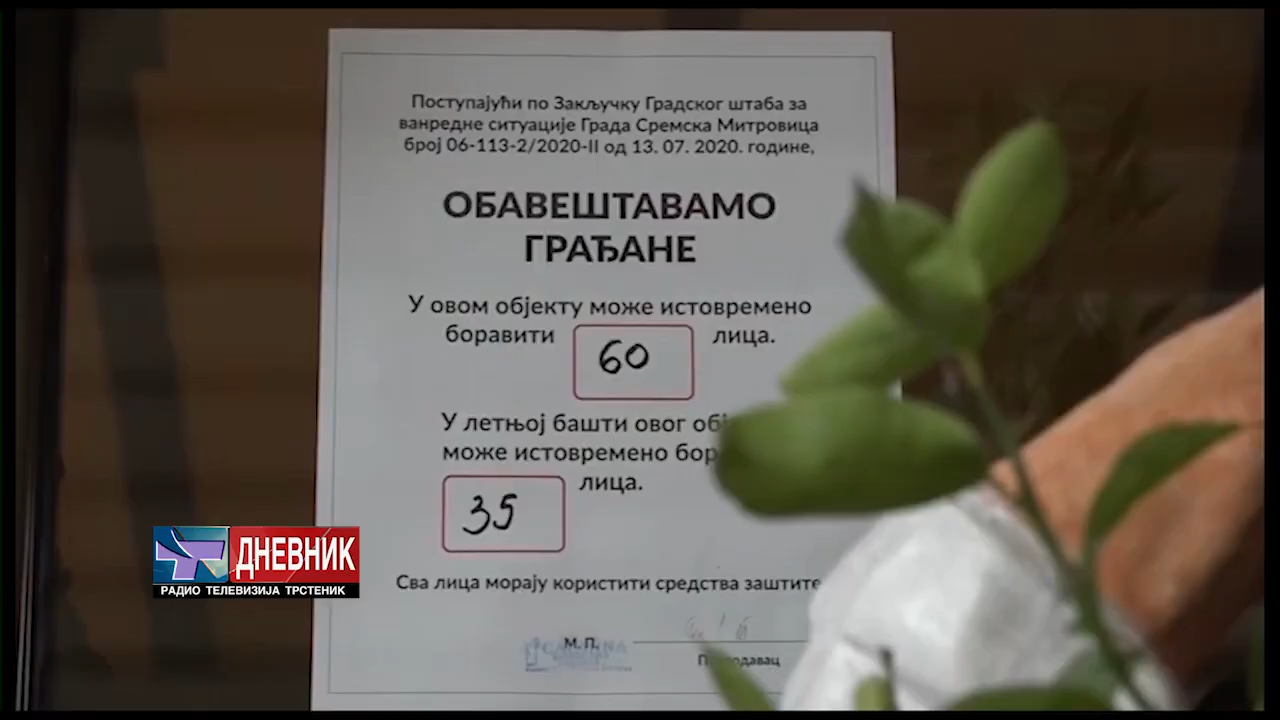 Поступајући по Закључку Градског штаба за
ванредне ситуације Града Сремска Митровица
број 06-113-2/2020-II од 13. 07. 2020. године,
ОБАВЕШТАВАМО
ГРАЂАНЕ
У овом објекту може истовремено
боравити 60 лица.
У летњој башти овог
може истовремено
35 лица.
Сва лица морају користити средства заштите
М. П.
ДНЕВНИК
РАДИО ТЕЛЕВИЗИЈА ТРСТЕНИК